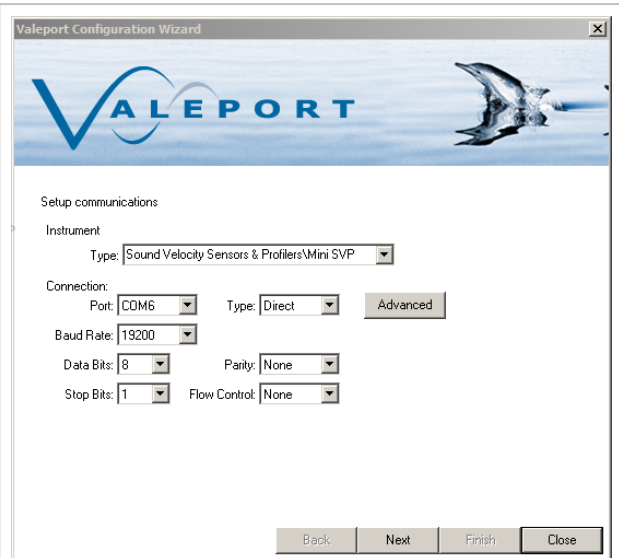 Valeport Configuration Wizard
VALEPORT
Setup communications
Instrument
Type: Sound Velocity Sensors & Profilers\Mini SVP
Connection:
Port: COM6 Type: Direct Advanced
Baud Rate: 19200
Data Bits: 8 Parity: None
Stop Bits: 1 Flow Control: None
Back Next Finish Close